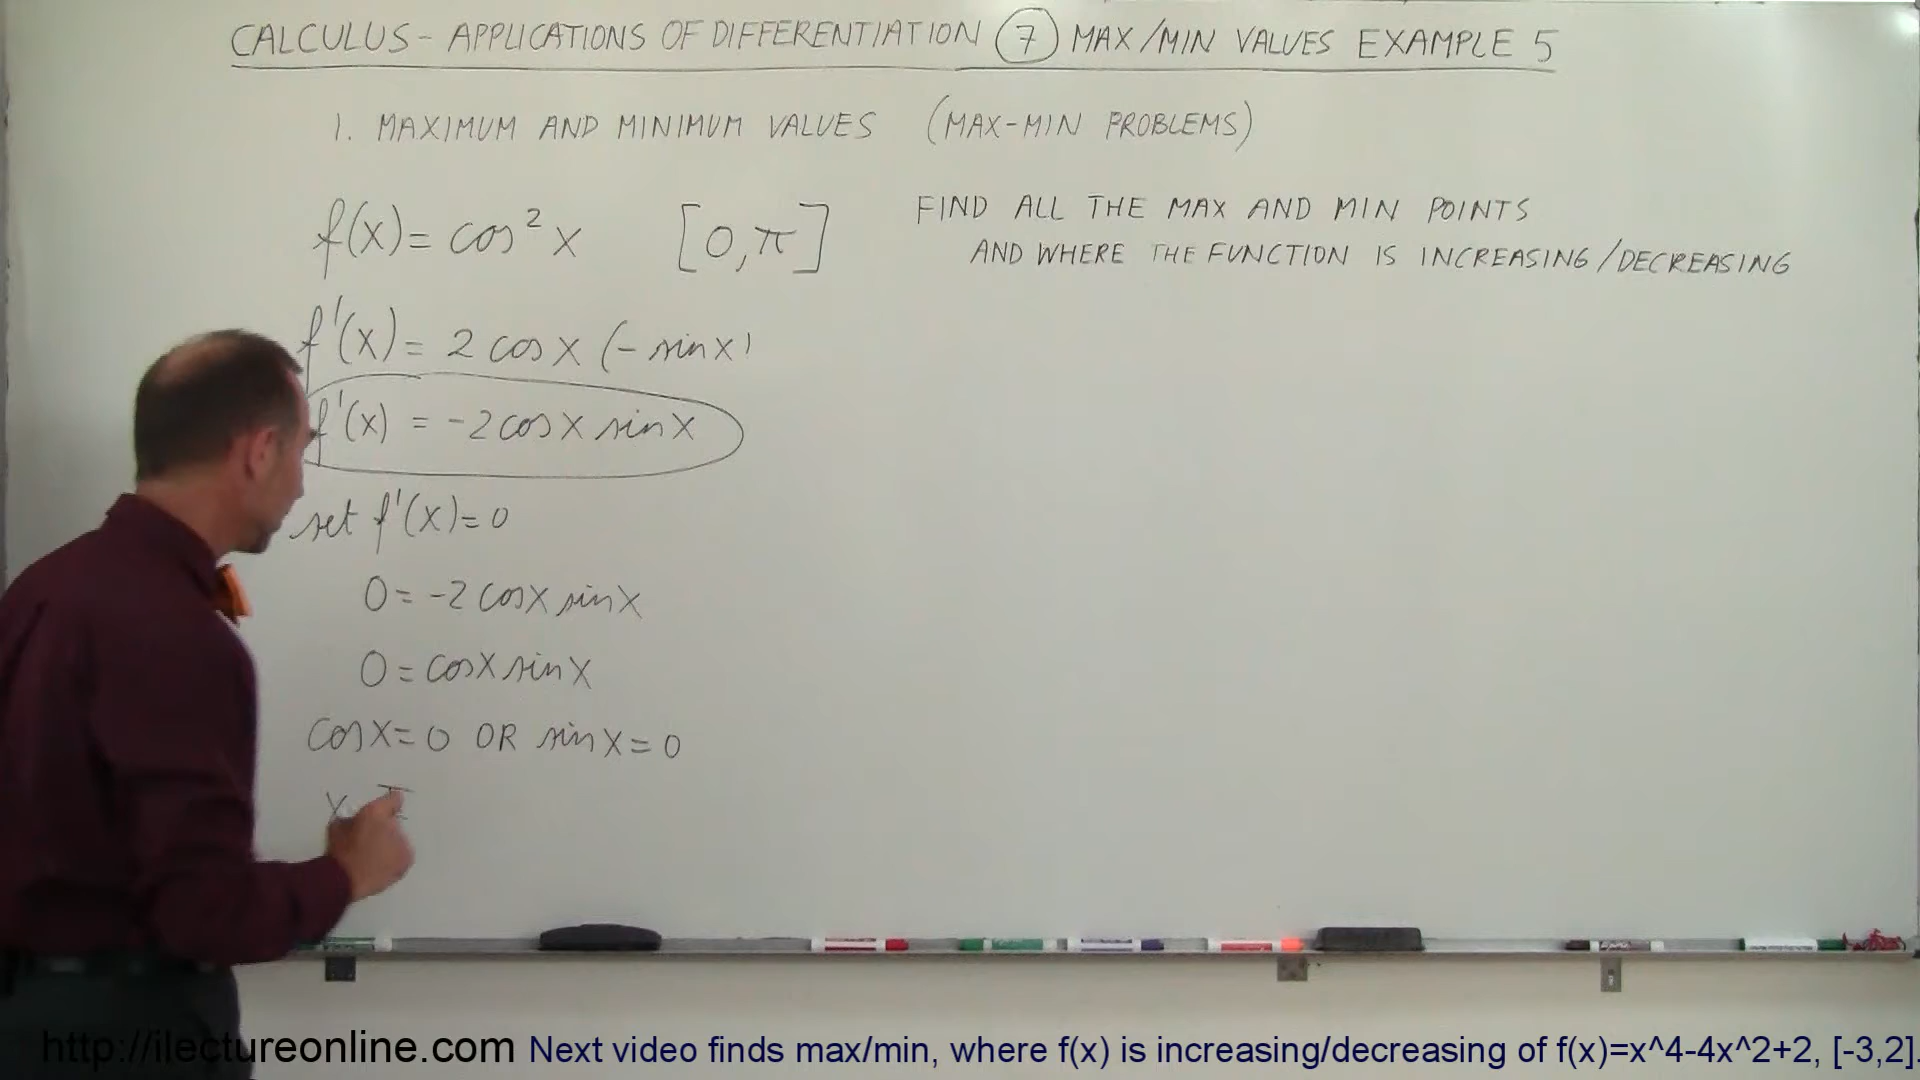 CALCULUS - APPLICATIONS OF DIFFERENTIATION 7 MAX/MIN VALUES EXAMPLE 5
1. MAXIMUM AND MINIMUM VALUES (MAX-MIN PROBLEMS)
f(x) = cos² x [0, π]
FIND ALL THE MAX AND MIN POINTS
AND WHERE THE FUNCTION IS INCREASING/DECREASING
f'(x) = 2 cos x (- sin x)
f'(x) = -2 cos x sin x
set f'(x) = 0
0 = -2 cos x sin x
0 = cos x sin x
cos x = 0 OR sin x = 0
x
http://ilectureonline.com Next video finds max/min, where f(x) is increasing/decreasing of f(x)=x^4-4x^2+2, [-3,2].